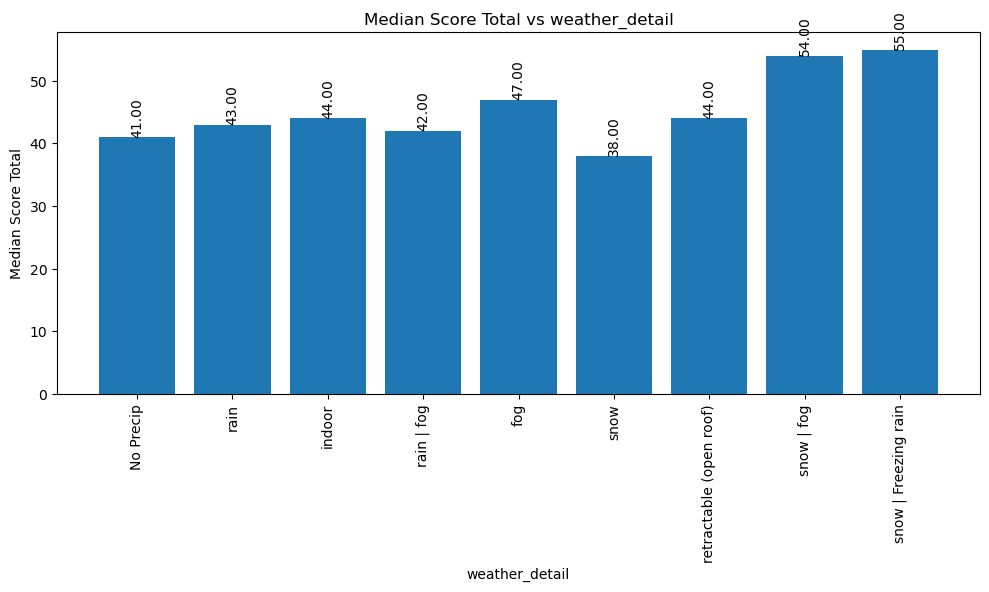 Median Score Total vs weather_detail
Median Score Total
50
40
30
20
10
0
41.00
43.00
44.00
42.00
47.00
38.00
44.00
54.00
55.00
No Precip
rain
indoor
rain | fog
fog
snow
retractable (open roof)
snow | fog
snow | Freezing rain
weather_detail